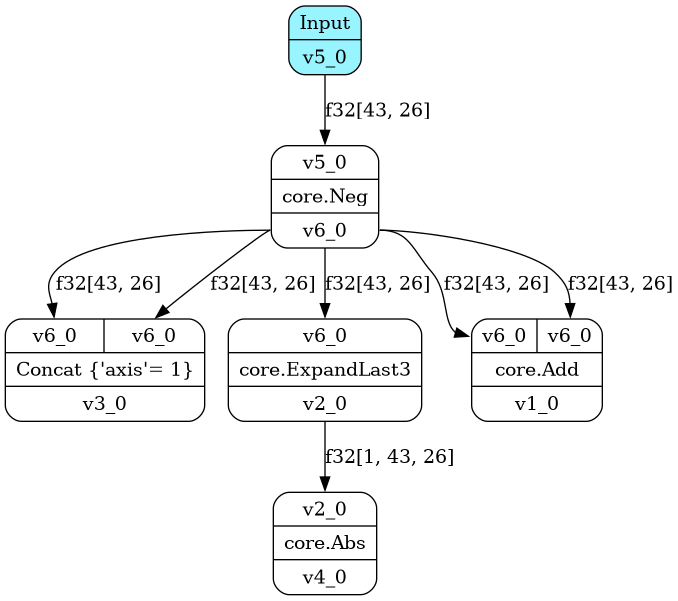 Input
v5_0
f32[43, 26]
v5_0
core.Neg
v6_0
f32[43, 26] f32[43, 26] f32[43, 26] f32[43, 26] f32[43, 26]
v6_0 v6_0 v6_0 v6_0 v6_0
Concat {'axis'= 1} core.ExpandLast3 core.Add
v3_0 v2_0 v1_0
f32[1, 43, 26]
v2_0
core.Abs
v4_0